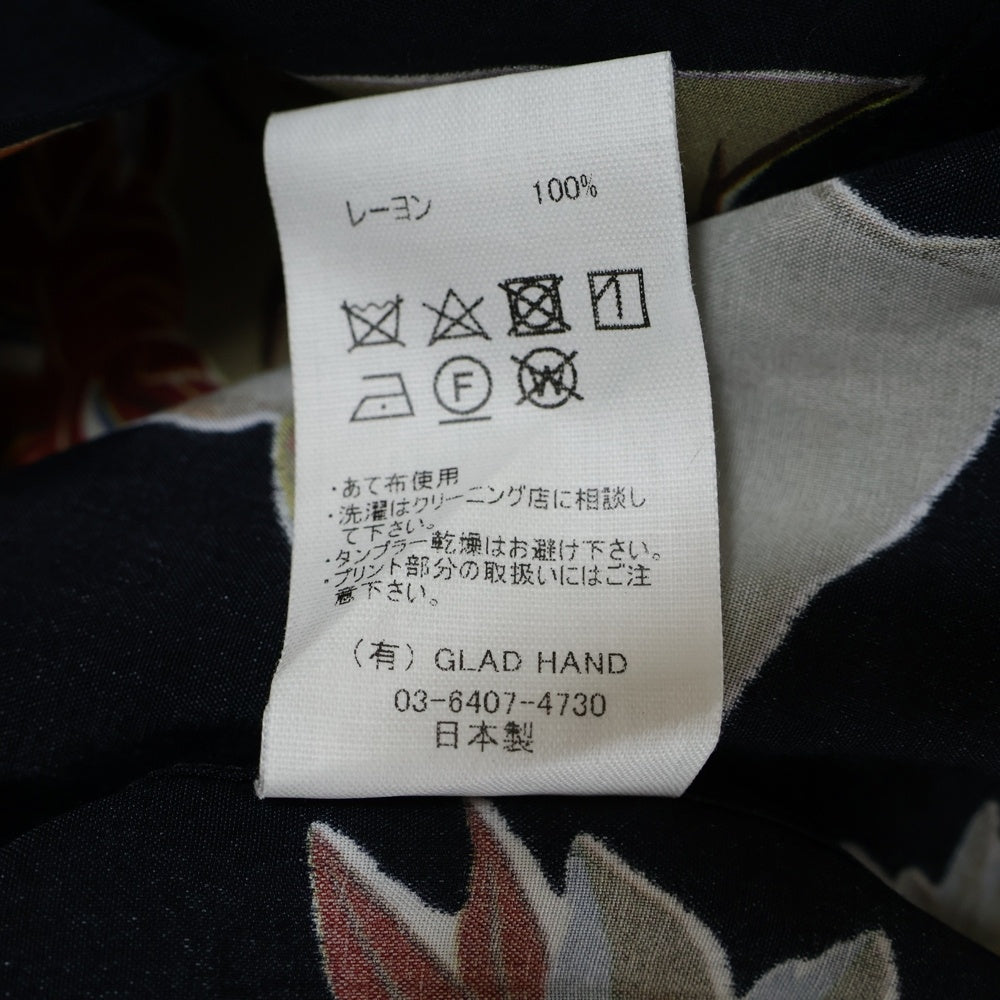 レーヨン 100%
F
W
・あて布使用
・洗濯はクリーニング店に相談し
て下さい。
・タンブラー乾燥はお避け下さい。
・プリント部分の取扱いにはご注
意下さい。
（有）GLAD HAND
03-6407-4730
日本製